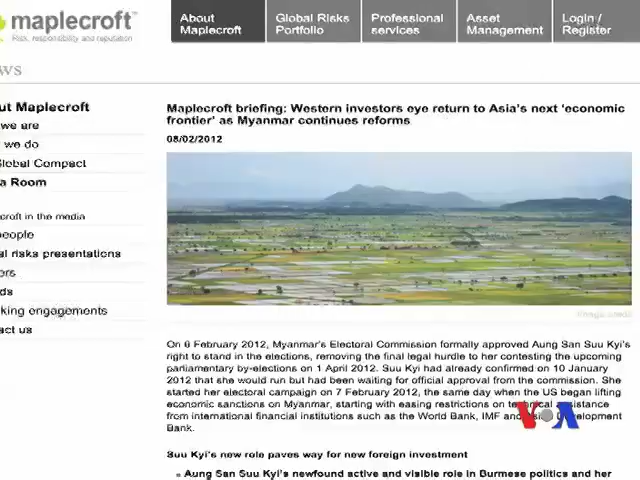 maplecroft™
Risk, responsibility and reputation
About Maplecroft
Global Risks Portfolio
Professional services
Asset Management
Login / Register
ws
ut Maplecroft
we are
we do
Global Compact
a Room
croft in the media
people
al risks presentations
ers
ds
king engagements
act us
Maplecroft briefing: Western investors eye return to Asia's next 'economic
frontier' as Myanmar continues reforms
08/02/2012
Image credit
On 6 February 2012, Myanmar's Electoral Commission formally approved Aung San Suu Kyi's
right to stand in the elections, removing the final legal hurdle to her contesting the upcoming
parliamentary by-elections on 1 April 2012. Suu Kyi had already confirmed on 10 January
2012 that she would run but had been waiting for official approval from the commission. She
started her electoral campaign on 7 February 2012, the same day when the US began lifting
economic sanctions on Myanmar, starting with easing restrictions on technical assistance
from international financial institutions such as the World Bank, IMF and Development
Bank.
VOA
Suu Kyi's new role paves way for new foreign investment
Aung San Suu Kyi's newfound active and visible role in Burmese politics and her